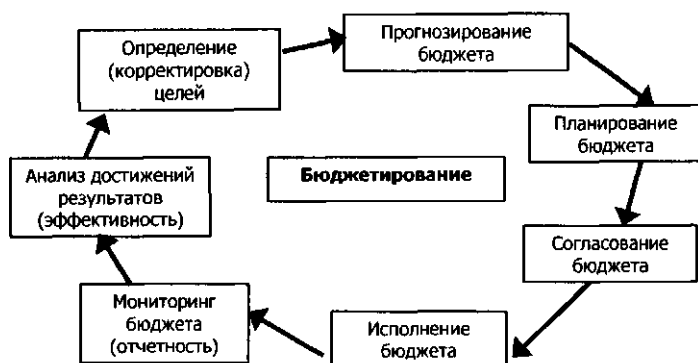 Определение
(корректировка)
целей
Прогнозирование
бюджета
Планирование
бюджета
Анализ достижений
результатов
(эффективность)
Бюджетирование
Согласование
бюджета
Мониторинг
бюджета
(отчетность)
Исполнение
бюджета